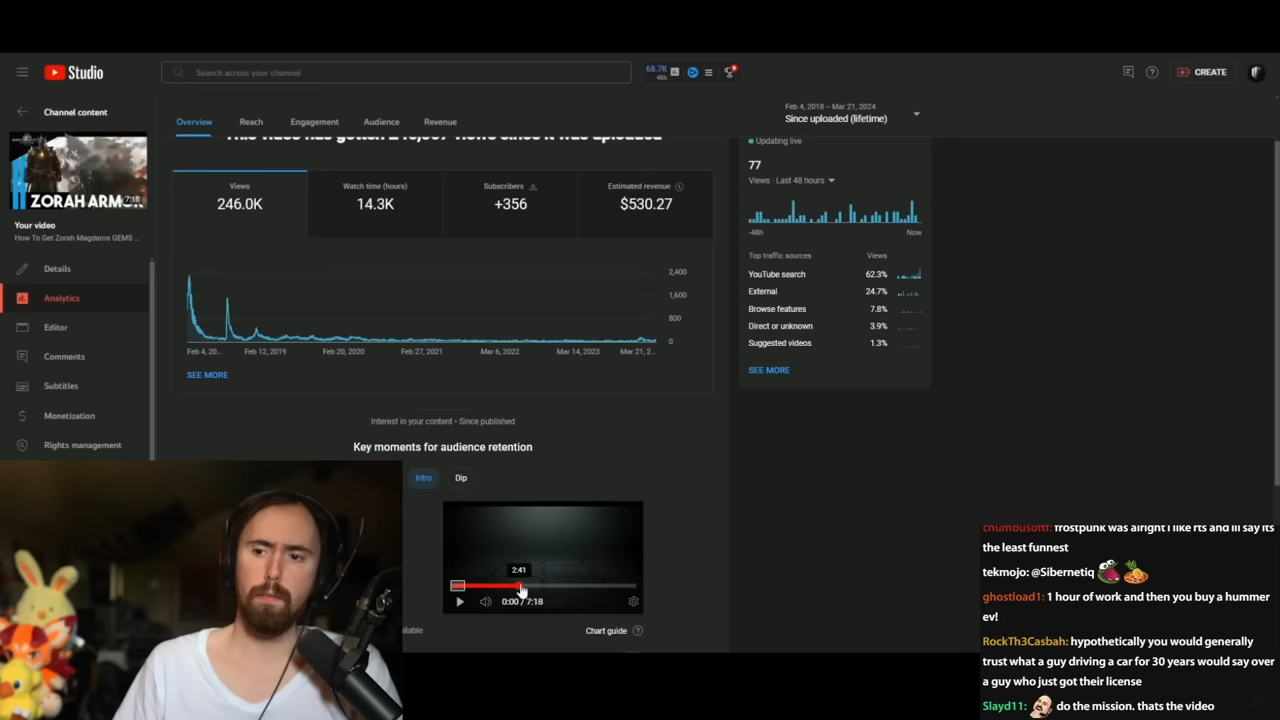 Studio
Search across your channel
68.7K
CREATE
Channel content
ZORAH ARMOR
7:18
Your video
How To Get Zorah Magdaros GEMS ...
Details
Analytics
Editor
Comments
Subtitles
Monetization
Rights management
Overview
Reach
Engagement
Audience
Revenue
Feb 4, 2018 – Mar 21, 2024
Since uploaded (lifetime)
views since it was uploaded
Views
246.0K
Watch time (hours)
14.3K
Subscribers
+356
Estimated revenue
$530.27
2,400
1,600
800
0
Feb 4, 20...
Feb 12, 2019
Feb 20, 2020
Feb 27, 2021
Mar 6, 2022
Mar 14, 2023
Mar 21, 2...
SEE MORE
Interest in your content • Since published
Key moments for audience retention
Intro
Dip
2:41
0:00 / 7:18
Chart guide
Updating live
77
Views · Last 48 hours
-48h
Now
Top traffic sources
Views
YouTube search 62.3%
External 24.7%
Browse features 7.8%
Direct or unknown 3.9%
Suggested videos 1.3%
SEE MORE
frostpunk was alright i like rts and ill say its
the least funnest
tekmojo: @Sibernetiq
ghostload1: 1 hour of work and then you buy a hummer
ev!
RockTh3Casbah: hypothetically you would generally
trust what a guy driving a car for 30 years would say over
a guy who just got their license
Slayd11: do the mission. thats the video